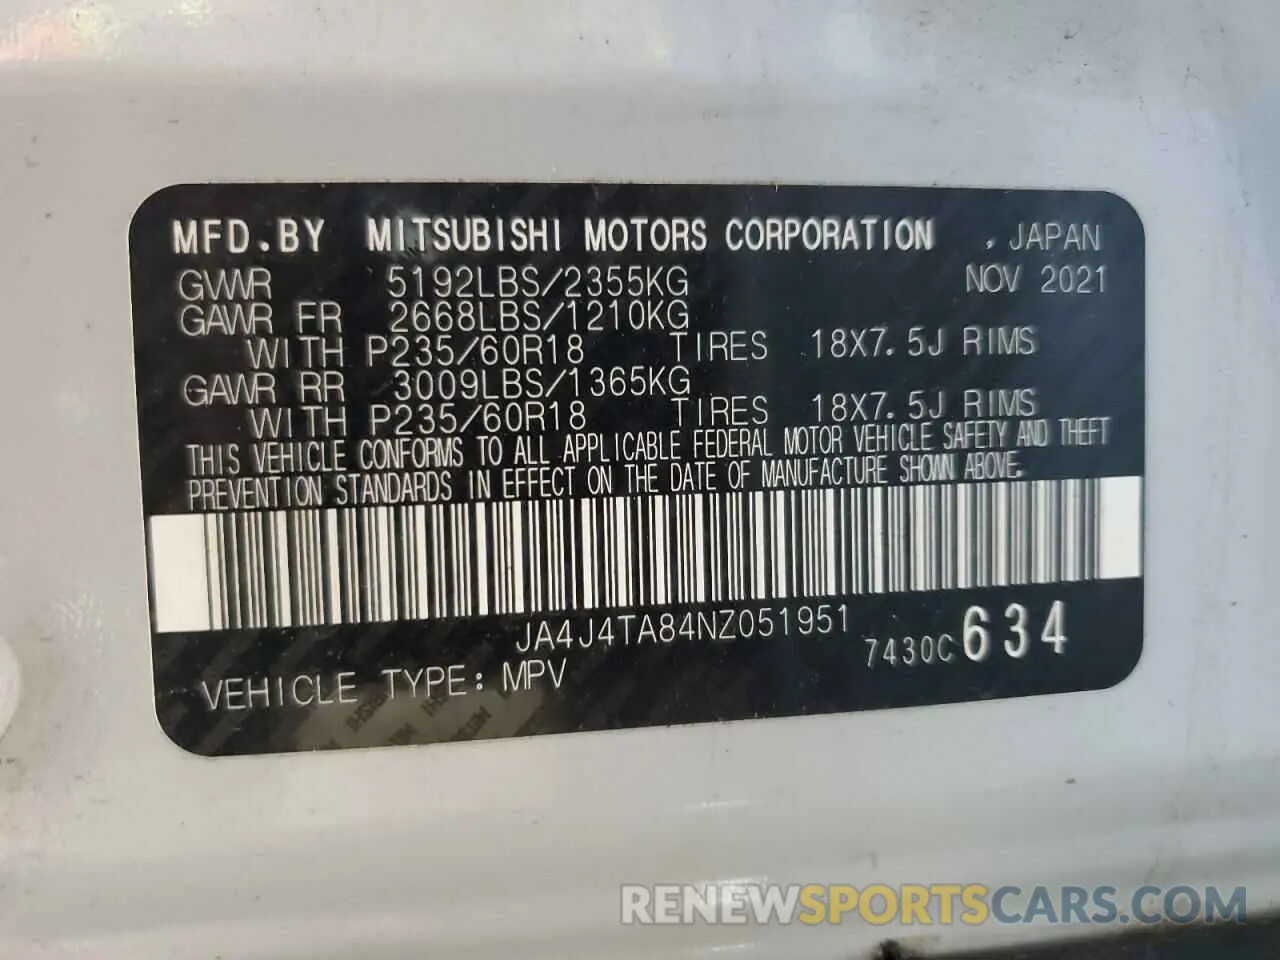 MFD.BY MITSUBISHI MOTORS CORPORATION , JAPAN
GVWR 5192LBS/2355KG NOV 2021
GAWR FR 2668LBS/1210KG
WITH P235/60R18 TIRES 18X7.5J RIMS
GAWR RR 3009LBS/1365KG
WITH P235/60R18 TIRES 18X7.5J RIMS
THIS VEHICLE CONFORMS TO ALL APPLICABLE FEDERAL MOTOR VEHICLE SAFETY AND THEFT
PREVENTION STANDARDS IN EFFECT ON THE DATE OF MANUFACTURE SHOWN ABOVE.
JA4J4TA84NZ051951 7430C634
VEHICLE TYPE: MPV
RENEWSPORTSCARS.COM